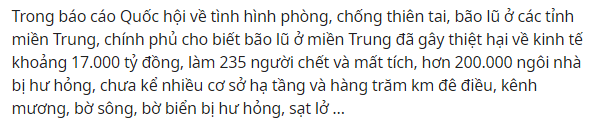 Trong báo cáo Quốc hội về tình hình phòng, chống thiên tai, bão lũ ở các tỉnh
miền Trung, chính phủ cho biết bão lũ ở miền Trung đã gây thiệt hại về kinh tế
khoảng 17.000 tỷ đồng, làm 235 người chết và mất tích, hơn 200.000 ngôi nhà
bị hư hỏng, chưa kể nhiều cơ sở hạ tầng và hàng trăm km đê điều, kênh
mương, bờ sông, bờ biển bị hư hỏng, sạt lở ...